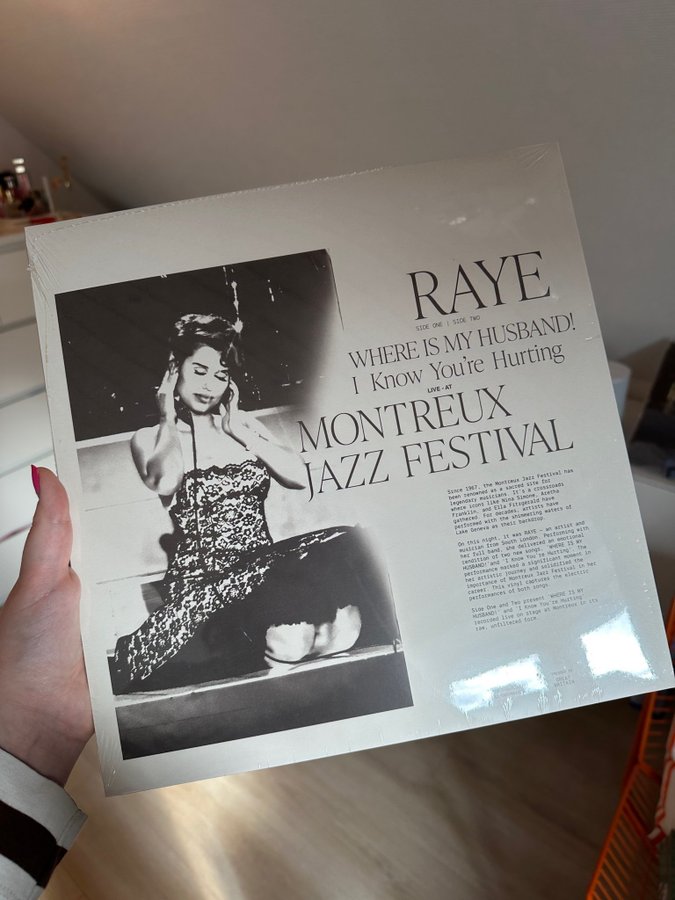 RAYE
SIDE ONE | SIDE TWO
WHERE IS MY HUSBAND!
I Know You're Hurting
LIVE - AT
MONTREUX
JAZZ FESTIVAL
Since 1967, the Montreux Jazz Festival has
been renowned as a sacred site for
legendary musicians. It's a crossroads
where icons like Nina Simone, Aretha
Franklin, and Ella Fitzgerald have
gathered. For decades, artists have
performed with the shimmering waters of
Lake Geneva as their backdrop.
On this night, it was RAYE – an artist and
musician from South London. Performing with
her full band, she delivered an emotional
rendition of two new songs, 'WHERE IS MY
HUSBAND!' and 'I Know You're Hurting'. The
performance marked a significant moment in
her artistic journey and solidified the
importance of Montreux Jazz Festival in her
career. This vinyl captures the electric
performances of both songs.
Side One and Two present 'WHERE IS MY
HUSBAND!' and 'I Know You're Hurting'
recorded live on stage at Montreux in its
raw, unfiltered form.